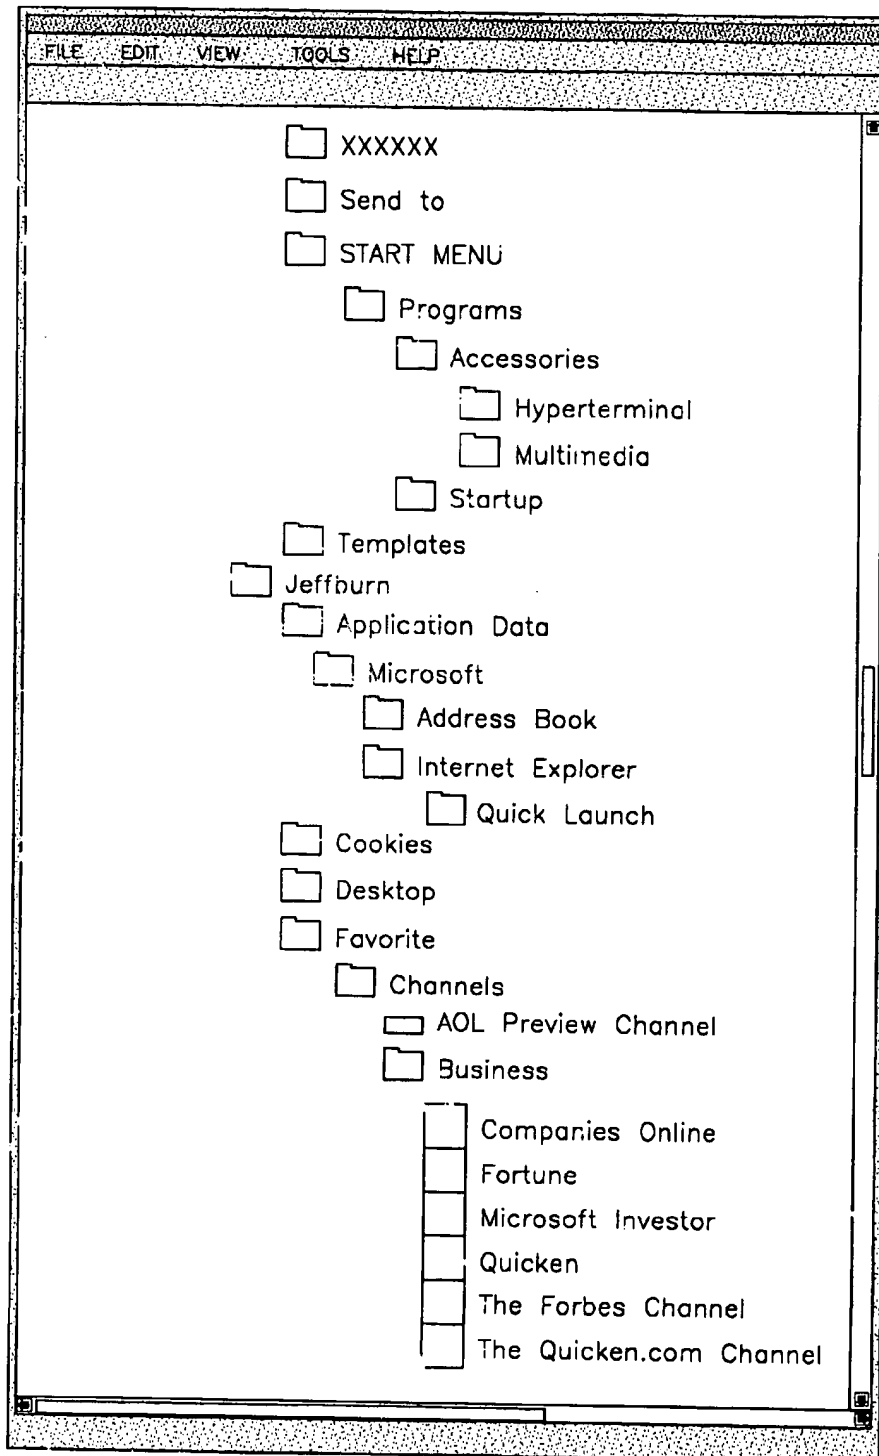 FILE EDIT VIEW TOOLS HELP
XXXXXX
Send to
START MENU
Programs
Accessories
Hyperterminal
Multimedia
Startup
Templates
Jeffburn
Application Data
Microsoft
Address Book
Internet Explorer
Quick Launch
Cookies
Desktop
Favorite
Channels
AOL Preview Channel
Business
Companies Online
Fortune
Microsoft Investor
Quicken
The Forbes Channel
The Quicken.com Channel